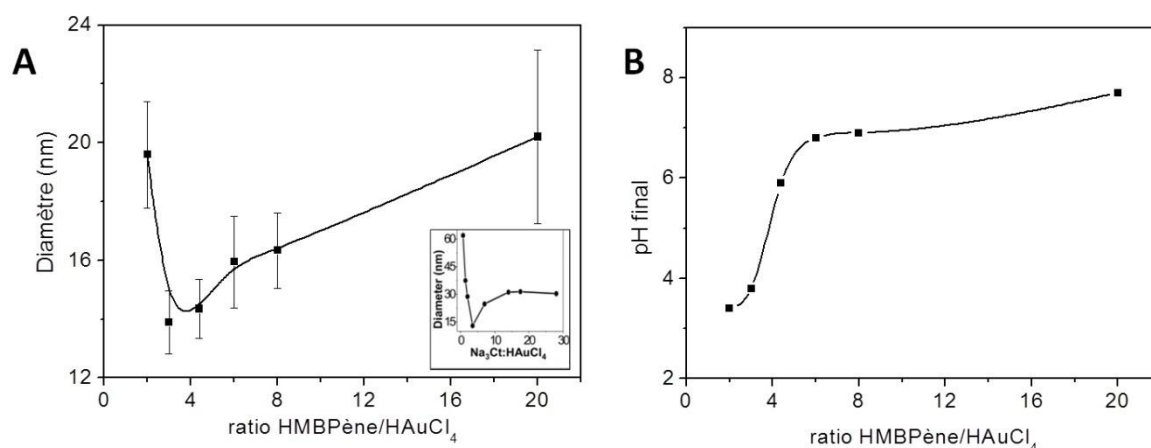 A
Diamètre (nm)
24
20
16
12
0 4 8 12 16 20
ratio HMBPène/HAuCl₄
Diameter (nm)
60
45
30
15
0 10 20 30
Na₃Ct:HAuCl₄
B
pH final
8
6
4
2
0 4 8 12 16 20
ratio HMBPène/HAuCl₄